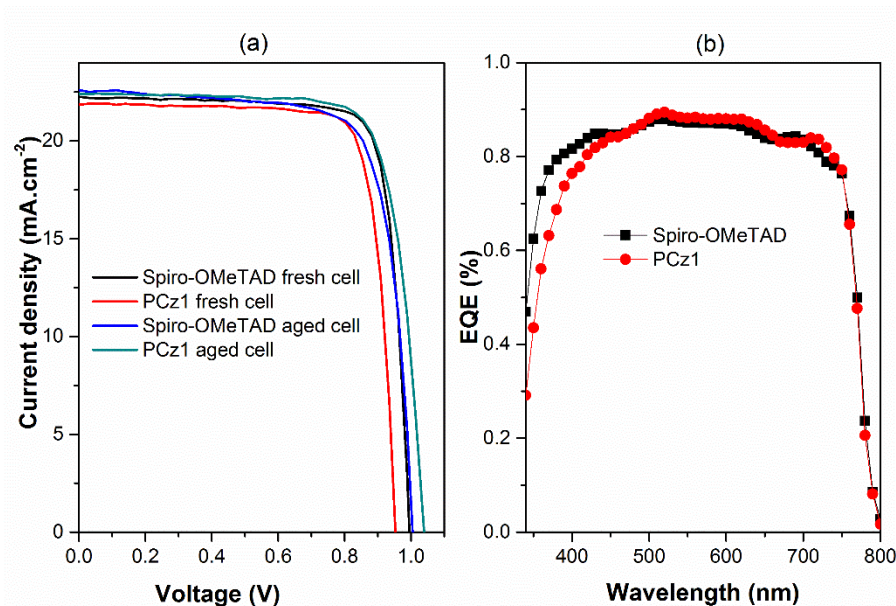 (a)
Current density (mA.cm⁻²)
20
15
10
5
0
Spiro-OMeTAD fresh cell
PCz1 fresh cell
Spiro-OMeTAD aged cell
PCz1 aged cell
0.0 0.2 0.4 0.6 0.8 1.0
Voltage (V)
(b)
EQE (%)
1.0
0.8
0.6
0.4
0.2
0.0
Spiro-OMeTAD
PCz1
400 500 600 700 800
Wavelength (nm)